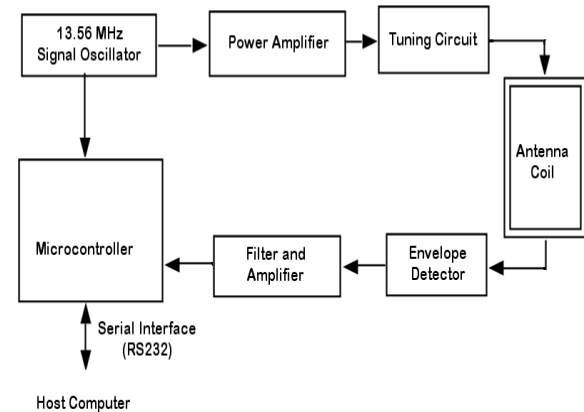 13.56 MHz
Signal Oscillator
Power Amplifier
Tuning Circuit
Antenna
Coil
Microcontroller
Filter and
Amplifier
Envelope
Detector
Serial Interface
(RS232)
Host Computer